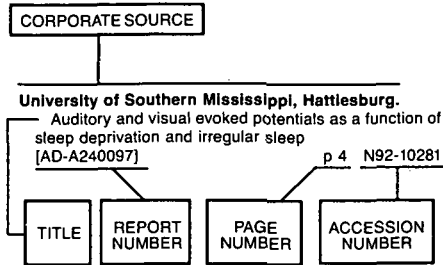 CORPORATE SOURCE
University of Southern Mississippi, Hattiesburg.
Auditory and visual evoked potentials as a function of
sleep deprivation and irregular sleep
[AD-A240097] p 4 N92-10281
TITLE
REPORT
NUMBER
PAGE
NUMBER
ACCESSION
NUMBER